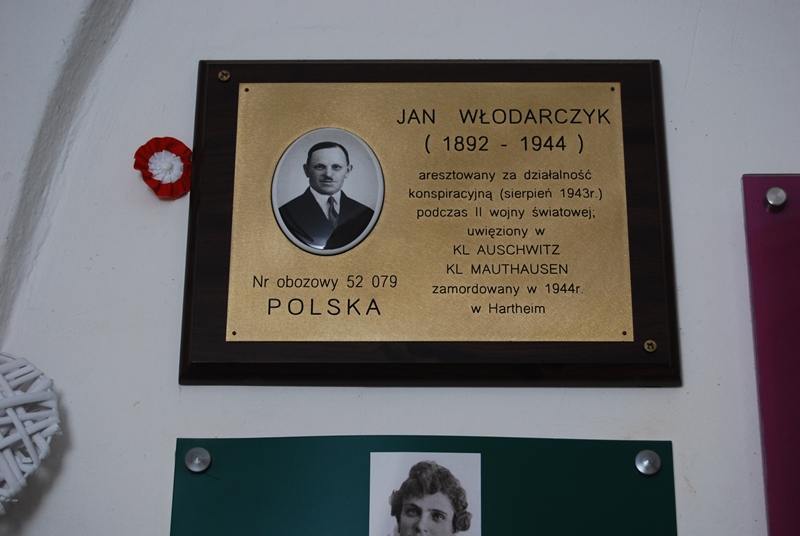 JAN WŁODARCZYK
( 1892 - 1944 )
aresztowany za działalność
konspiracyjną (sierpień 1943r.)
podczas II wojny światowej;
uwięziony w
KL AUSCHWITZ
KL MAUTHAUSEN
zamordowany w 1944r.
w Hartheim
Nr obozowy 52 079
POLSKA